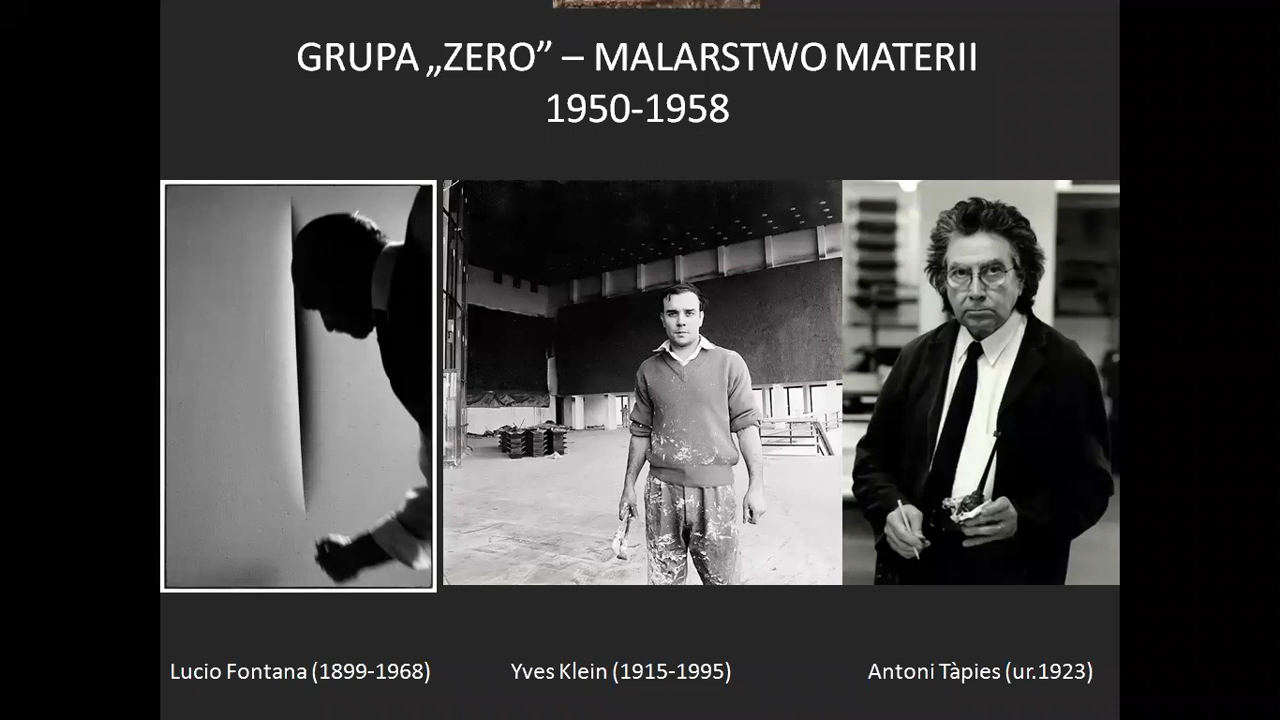 GRUPA „ZERO” – MALARSTWO MATERII
1950-1958
Lucio Fontana (1899-1968)
Yves Klein (1915-1995)
Antoni Tàpies (ur.1923)